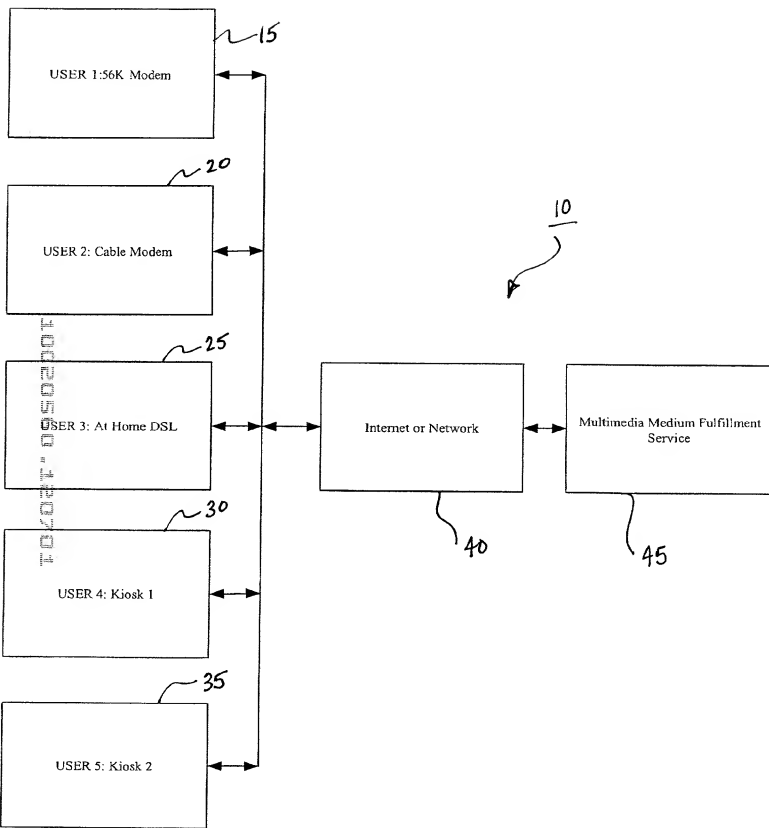 15
USER 1:56K Modem
20
USER 2: Cable Modem
10
25
USER 3: At Home DSL
Internet or Network
Multimedia Medium Fulfillment
Service
40
45
30
USER 4: Kiosk 1
35
USER 5: Kiosk 2